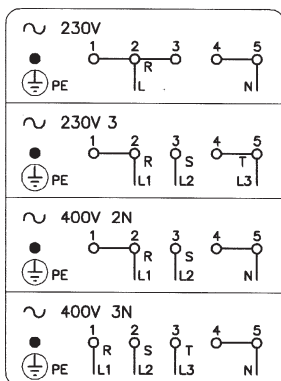 ∿ 230V
1 2 3 4 5
R
PE L N
∿ 230V 3
1 2 3 4 5
R S T
PE L1 L2 L3
∿ 400V 2N
1 2 3 4 5
R S
PE L1 L2 N
∿ 400V 3N
1 2 3 4 5
R S T
PE L1 L2 L3 N